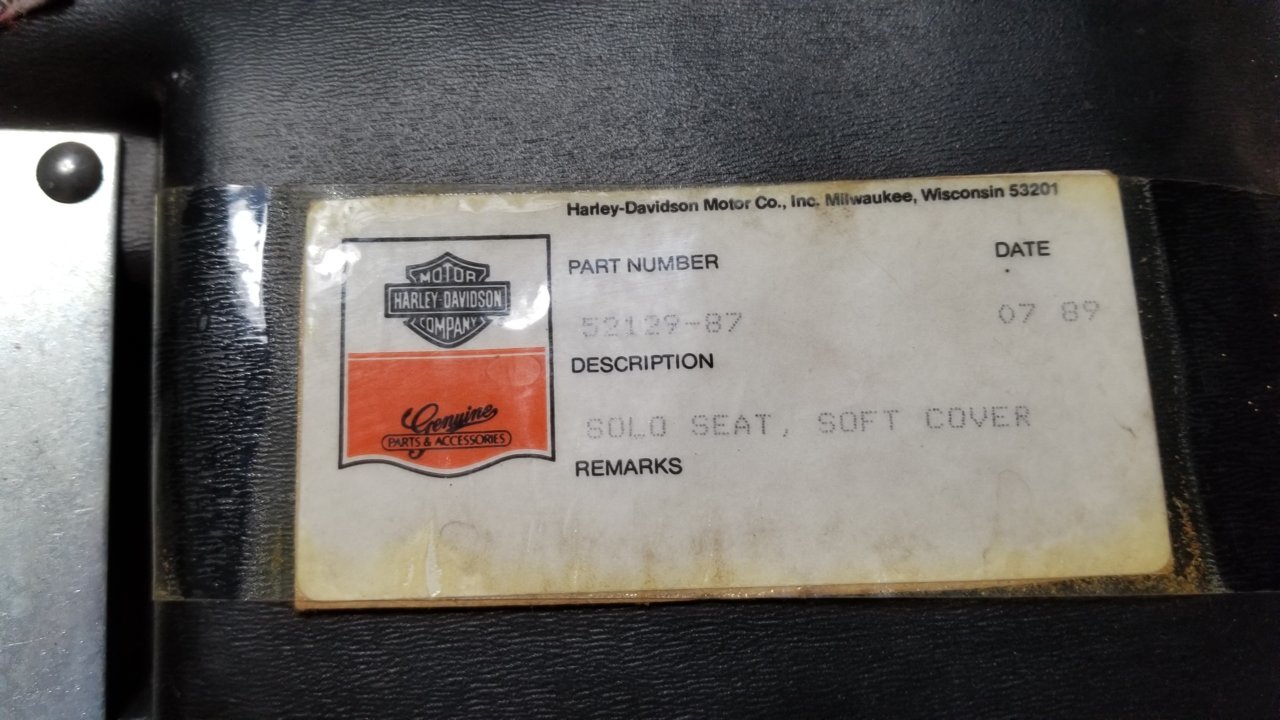 Harley-Davidson Motor Co., Inc. Milwaukee, Wisconsin 53201
MOTOR
HARLEY-DAVIDSON
COMPANY
Genuine
PARTS & ACCESSORIES
PART NUMBER
DATE
52129-87
07 89
DESCRIPTION
SOLO SEAT, SOFT COVER
REMARKS